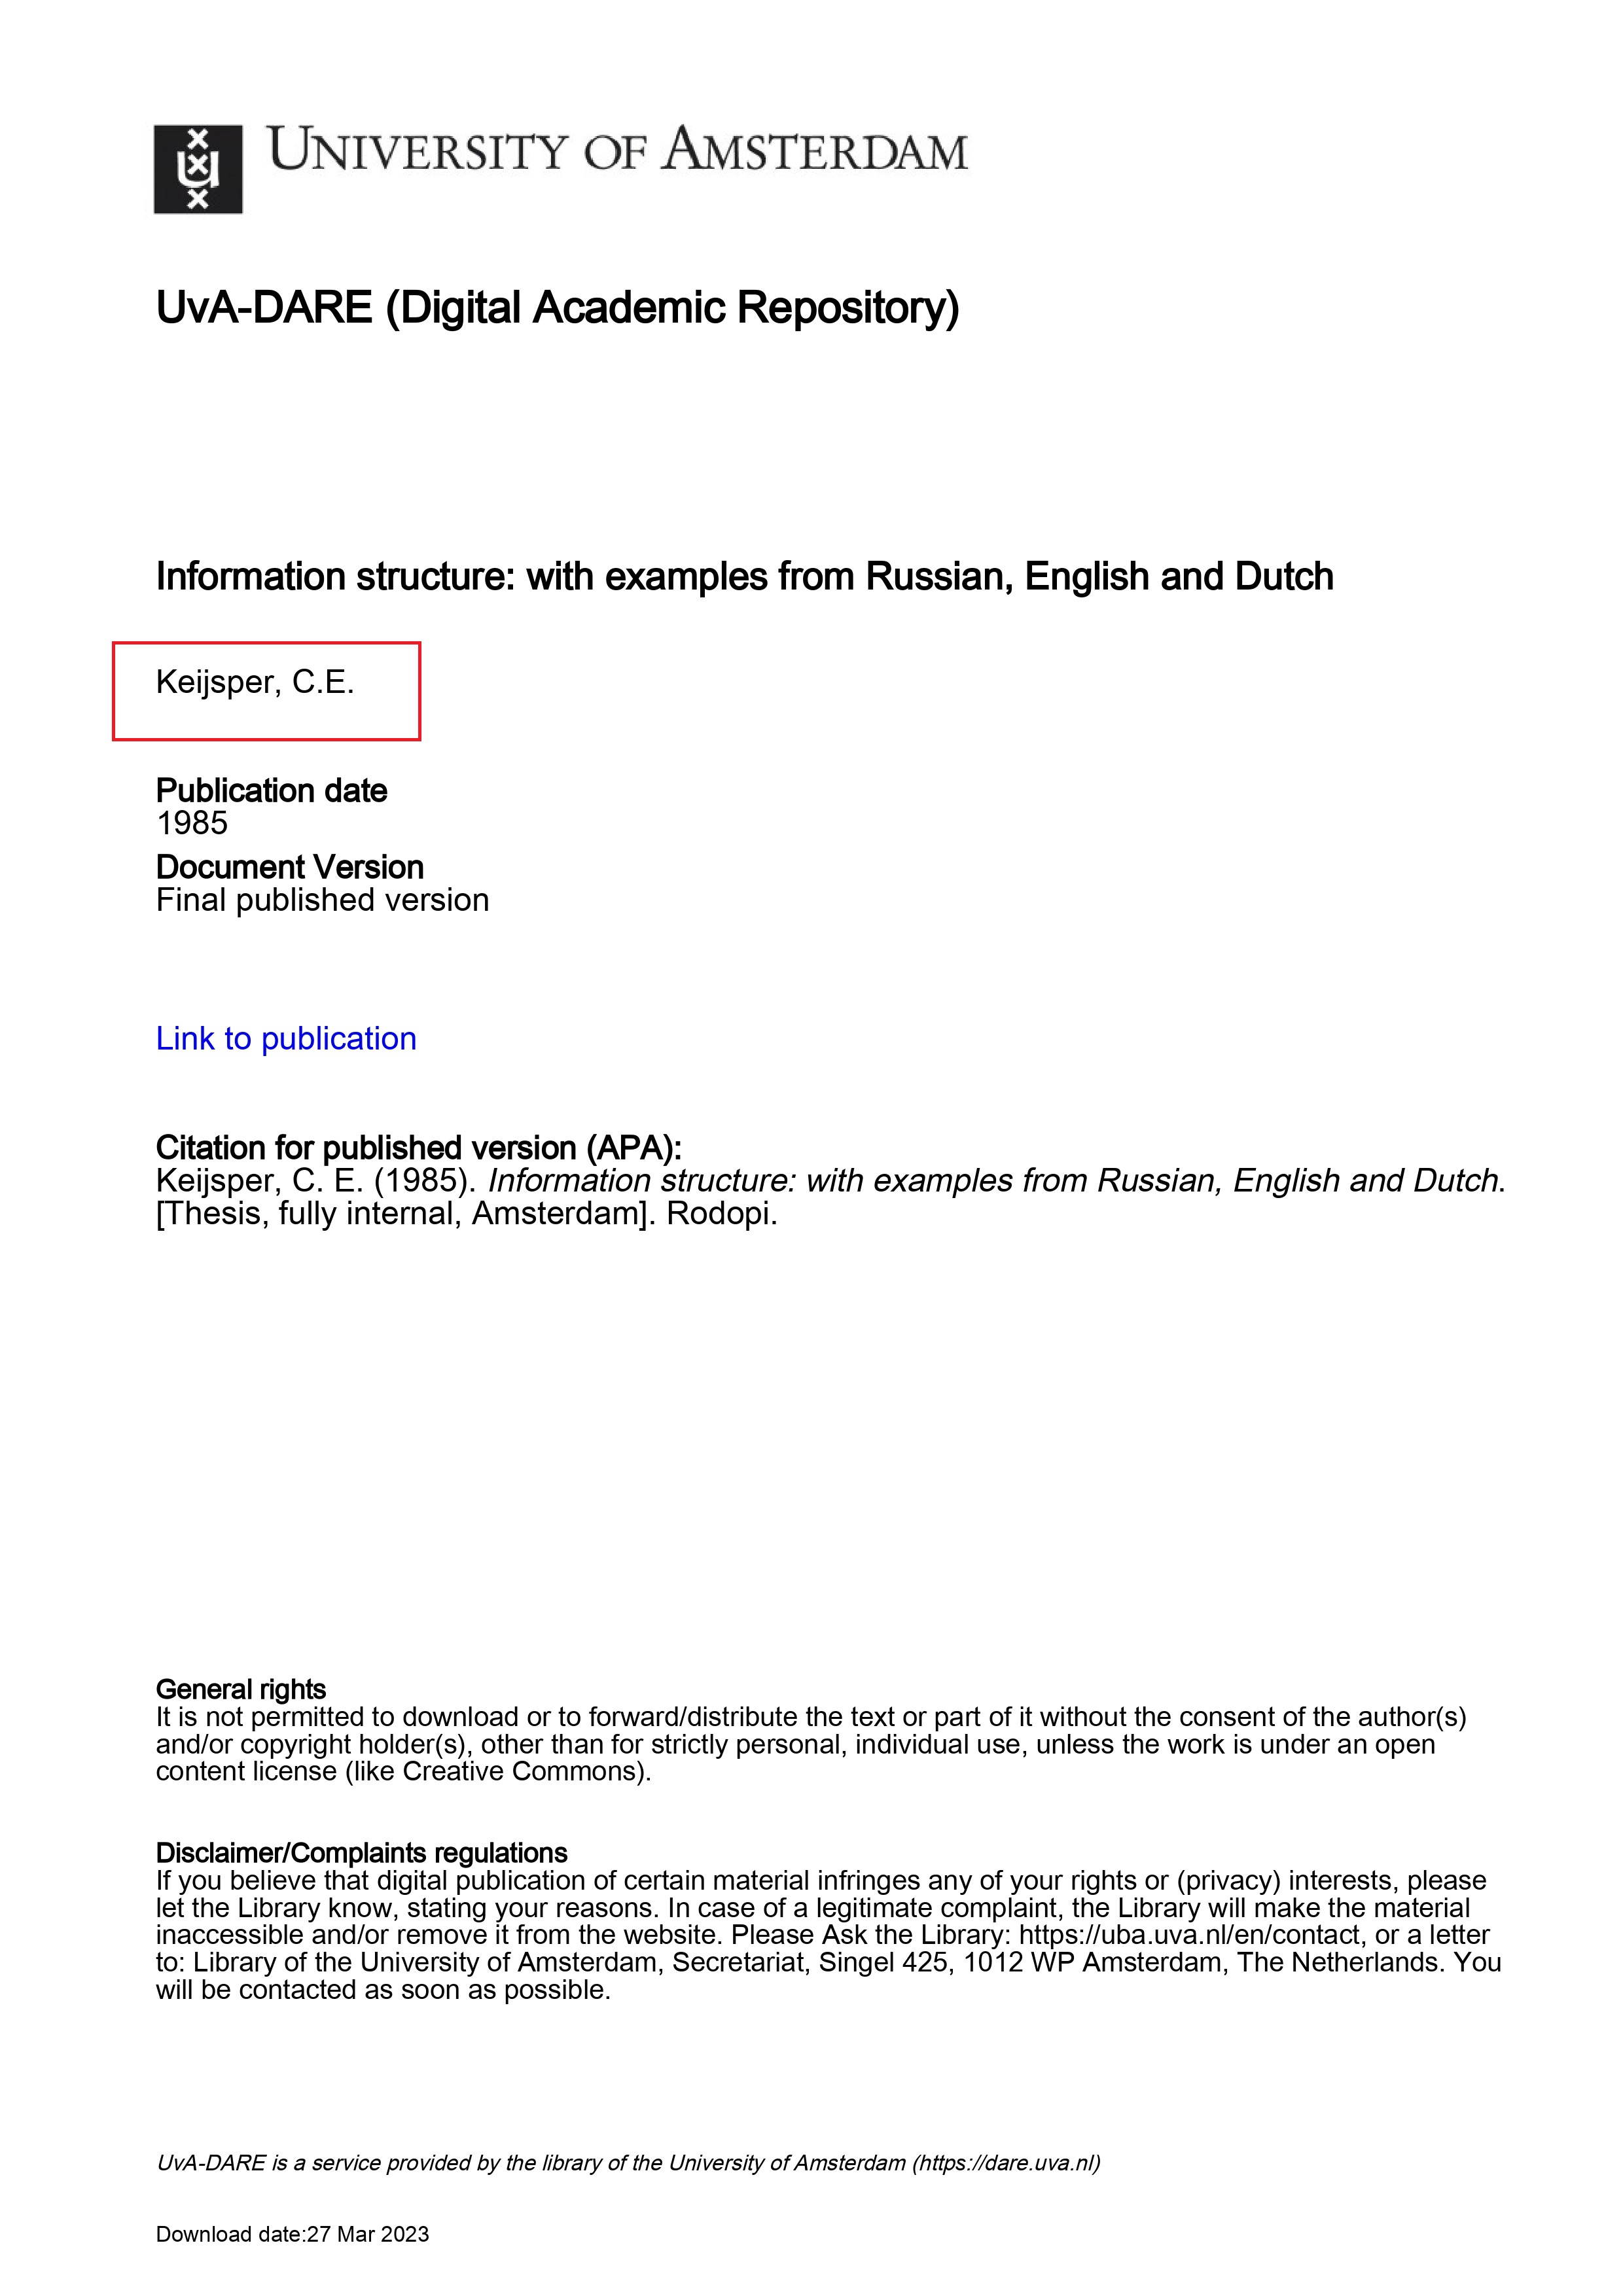 UNIVERSITY OF AMSTERDAM
UvA-DARE (Digital Academic Repository)
Information structure: with examples from Russian, English and Dutch
Keijsper, C.E.
Publication date
1985
Document Version
Final published version
Link to publication
Citation for published version (APA):
Keijsper, C. E. (1985). Information structure: with examples from Russian, English and Dutch.
[Thesis, fully internal, Amsterdam]. Rodopi.
General rights
It is not permitted to download or to forward/distribute the text or part of it without the consent of the author(s)
and/or copyright holder(s), other than for strictly personal, individual use, unless the work is under an open
content license (like Creative Commons).
Disclaimer/Complaints regulations
If you believe that digital publication of certain material infringes any of your rights or (privacy) interests, please
let the Library know, stating your reasons. In case of a legitimate complaint, the Library will make the material
inaccessible and/or remove it from the website. Please Ask the Library: https://uba.uva.nl/en/contact, or a letter
to: Library of the University of Amsterdam, Secretariat, Singel 425, 1012 WP Amsterdam, The Netherlands. You
will be contacted as soon as possible.
UvA-DARE is a service provided by the library of the University of Amsterdam (https://dare.uva.nl)
Download date:27 Mar 2023